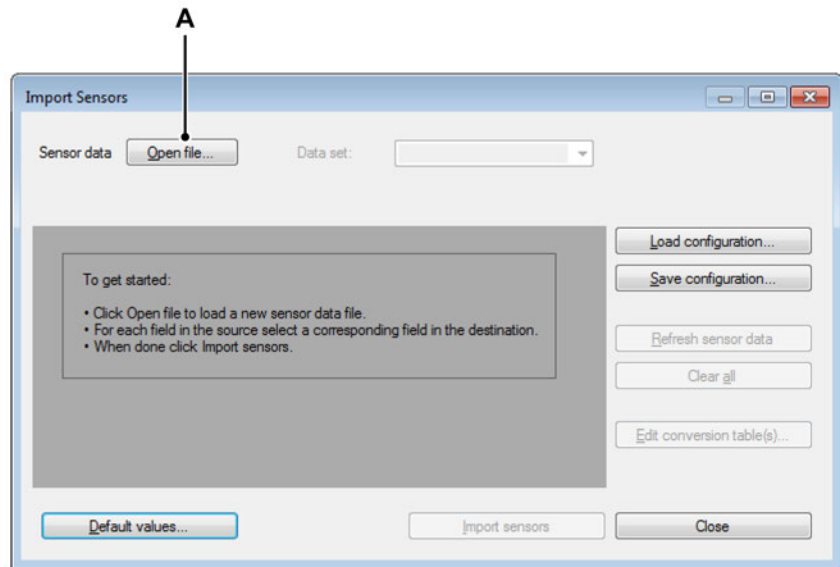 A
Import Sensors
Sensor data Open file... Data set:
Load configuration...
Save configuration...
To get started:
• Click Open file to load a new sensor data file.
• For each field in the source select a corresponding field in the destination.
• When done click Import sensors.
Refresh sensor data
Clear all
Edit conversion table(s)...
Default values... Import sensors Close